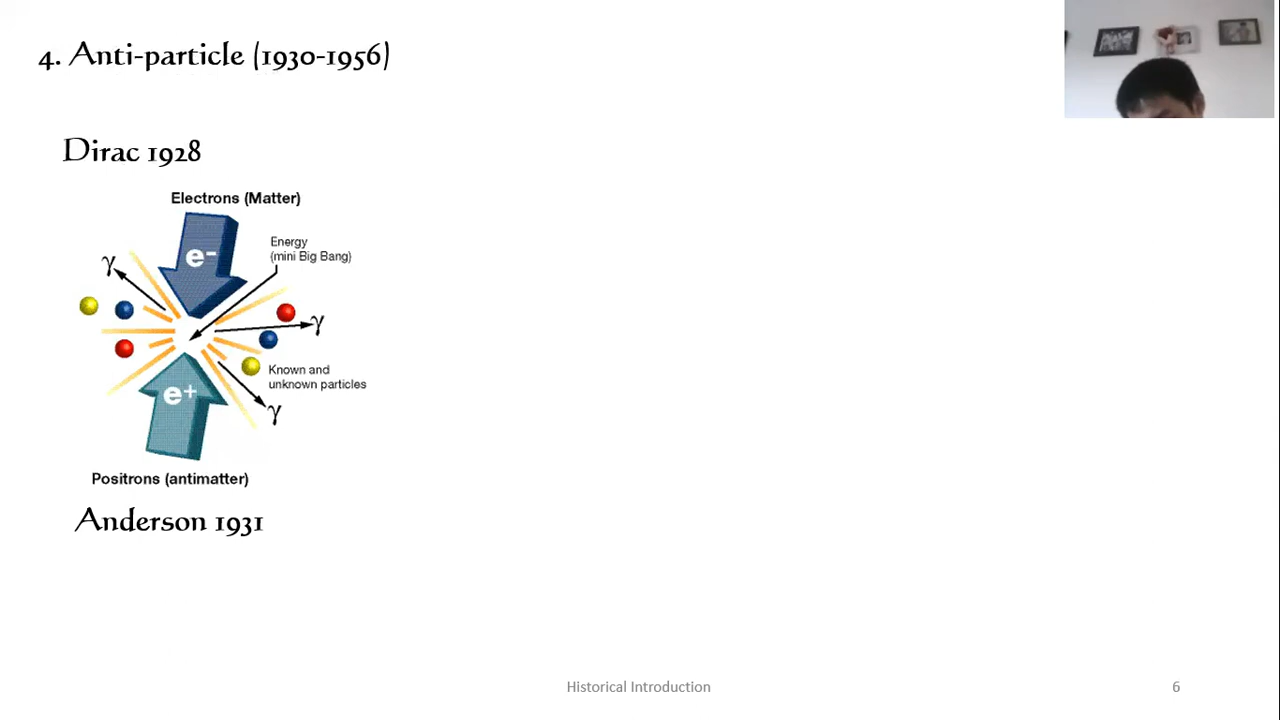 4. Anti-particle (1930-1956)
Dirac 1928
Electrons (Matter)
e-
Energy
(mini Big Bang)
γ
γ
Known and
unknown particles
e+
γ
Positrons (antimatter)
Anderson 1931
Historical Introduction
6